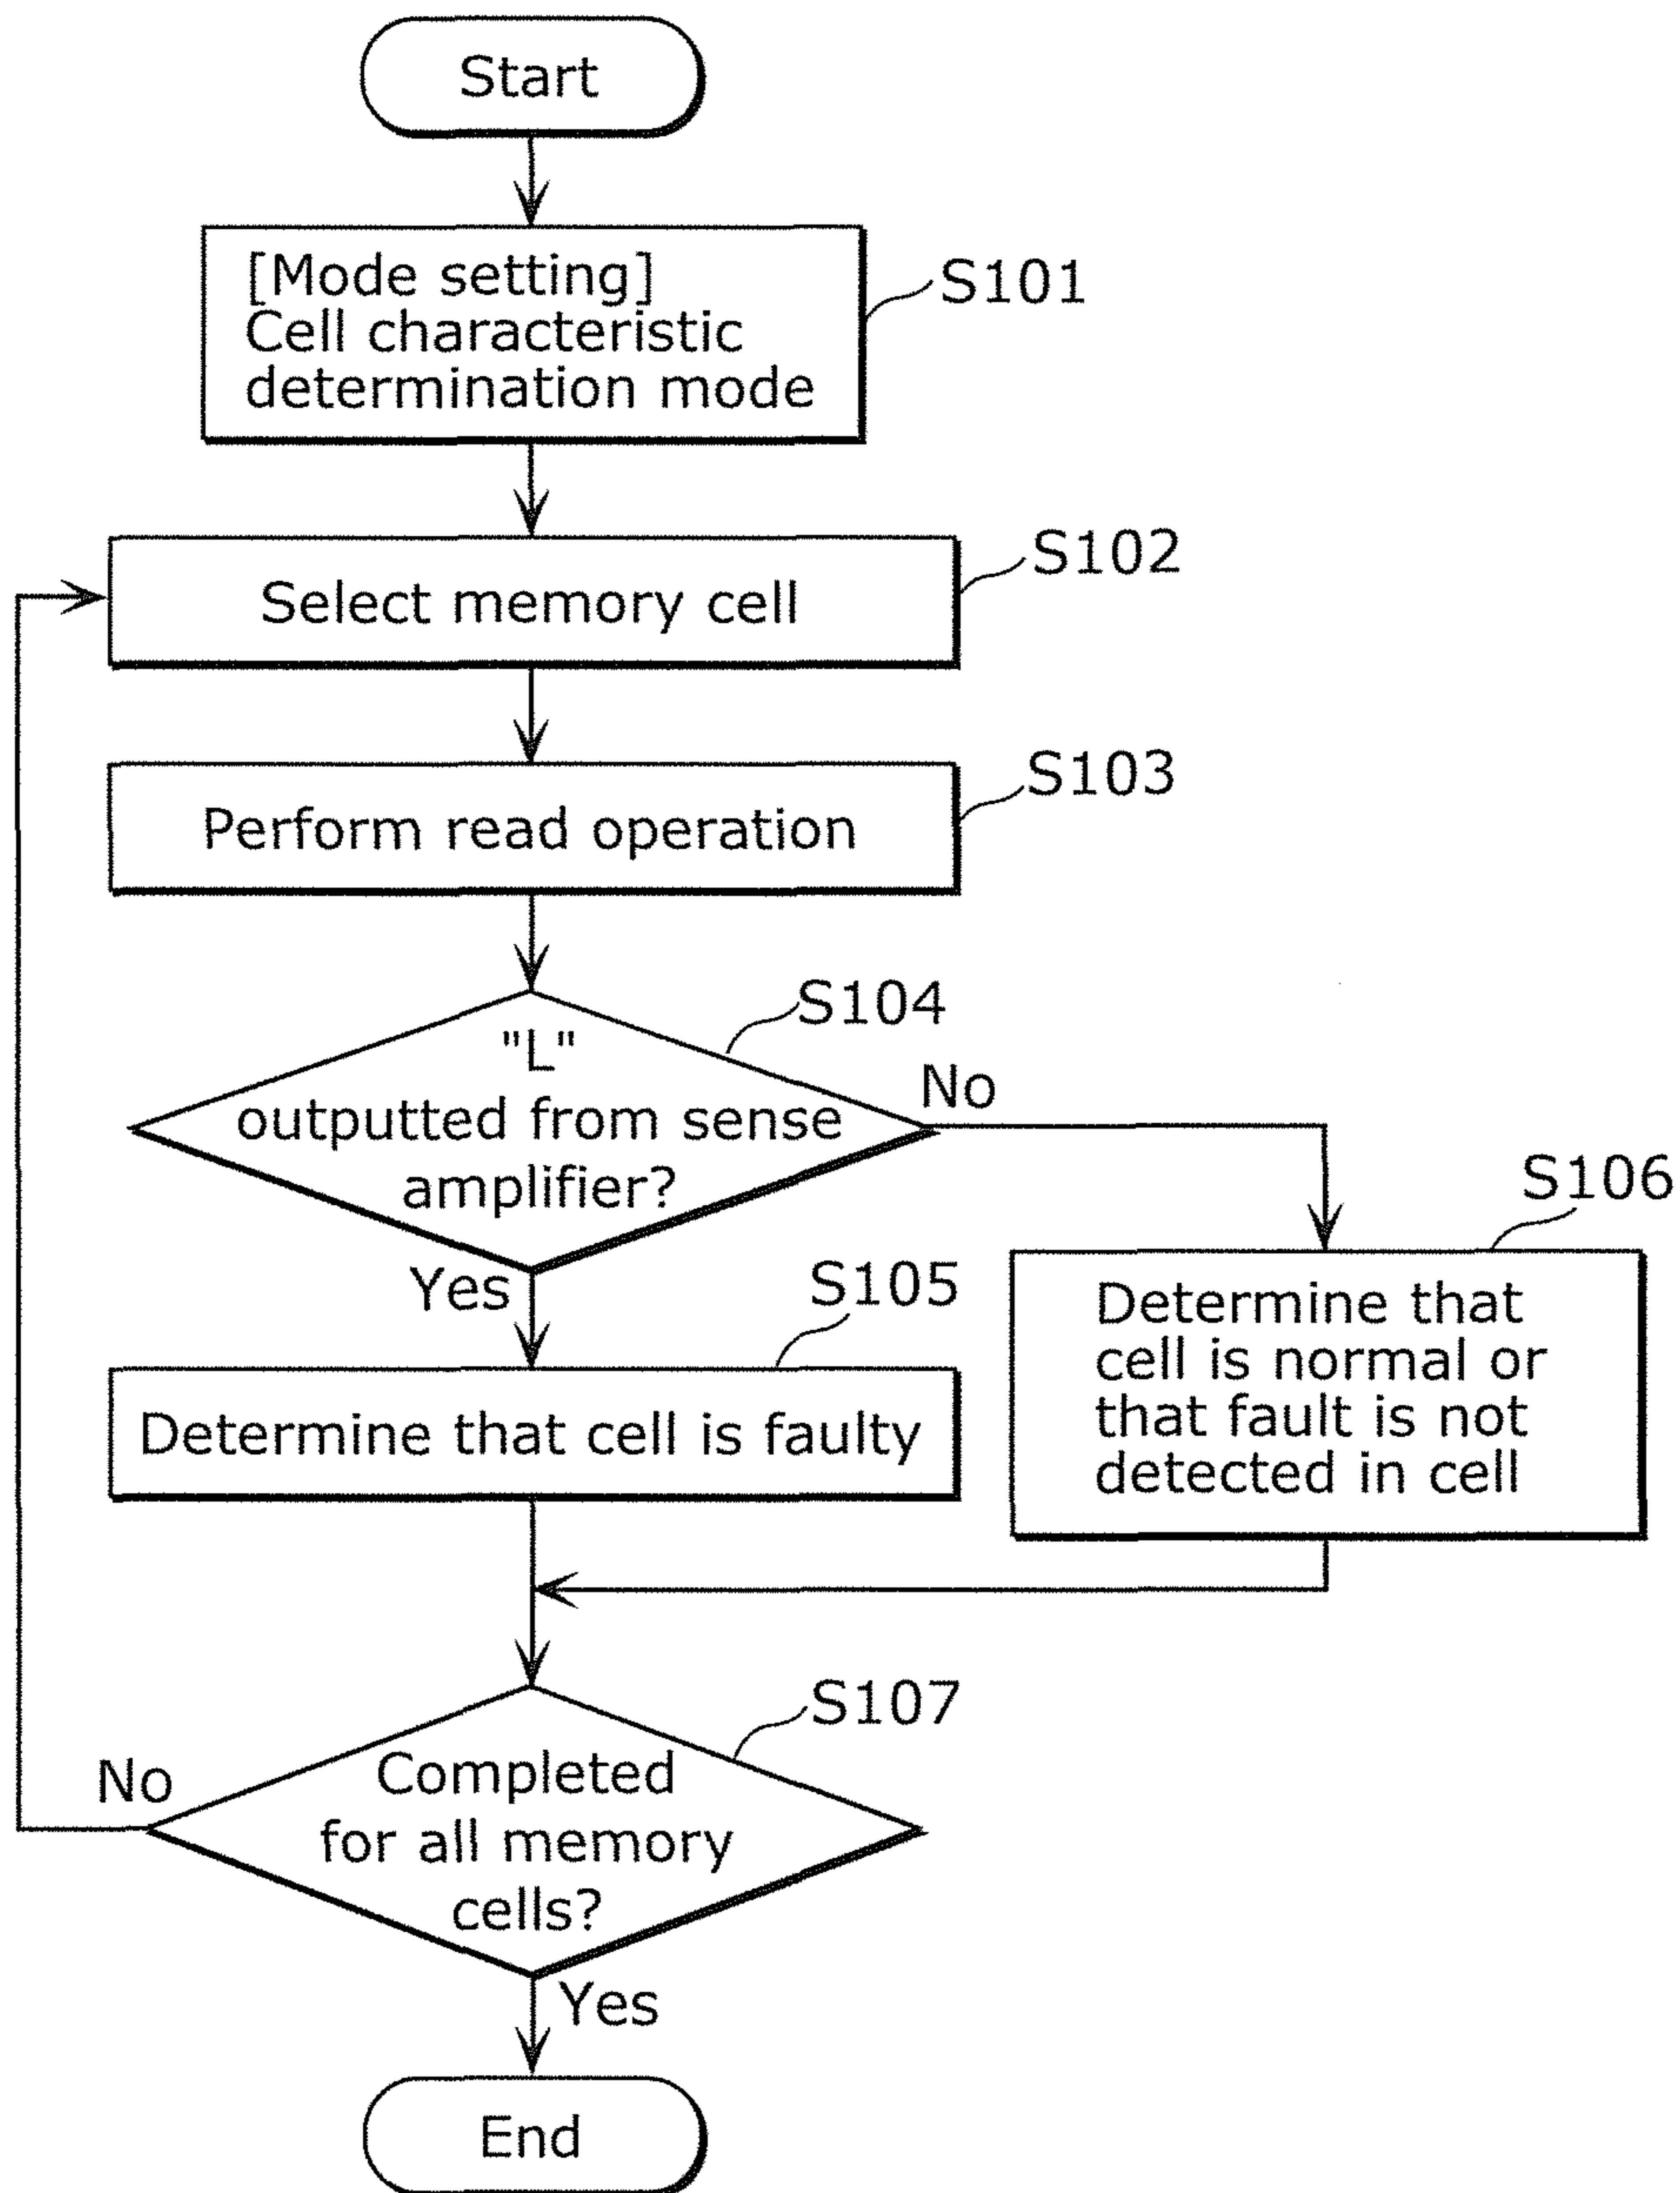 Start
[Mode setting]
Cell characteristic
determination mode
S101
Select memory cell
S102
Perform read operation
S103
"L"
outputted from sense
amplifier?
S104
No
Yes
Determine that cell is faulty
S105
Determine that
cell is normal or
that fault is not
detected in cell
S106
Completed
for all memory
cells?
S107
No
Yes
End